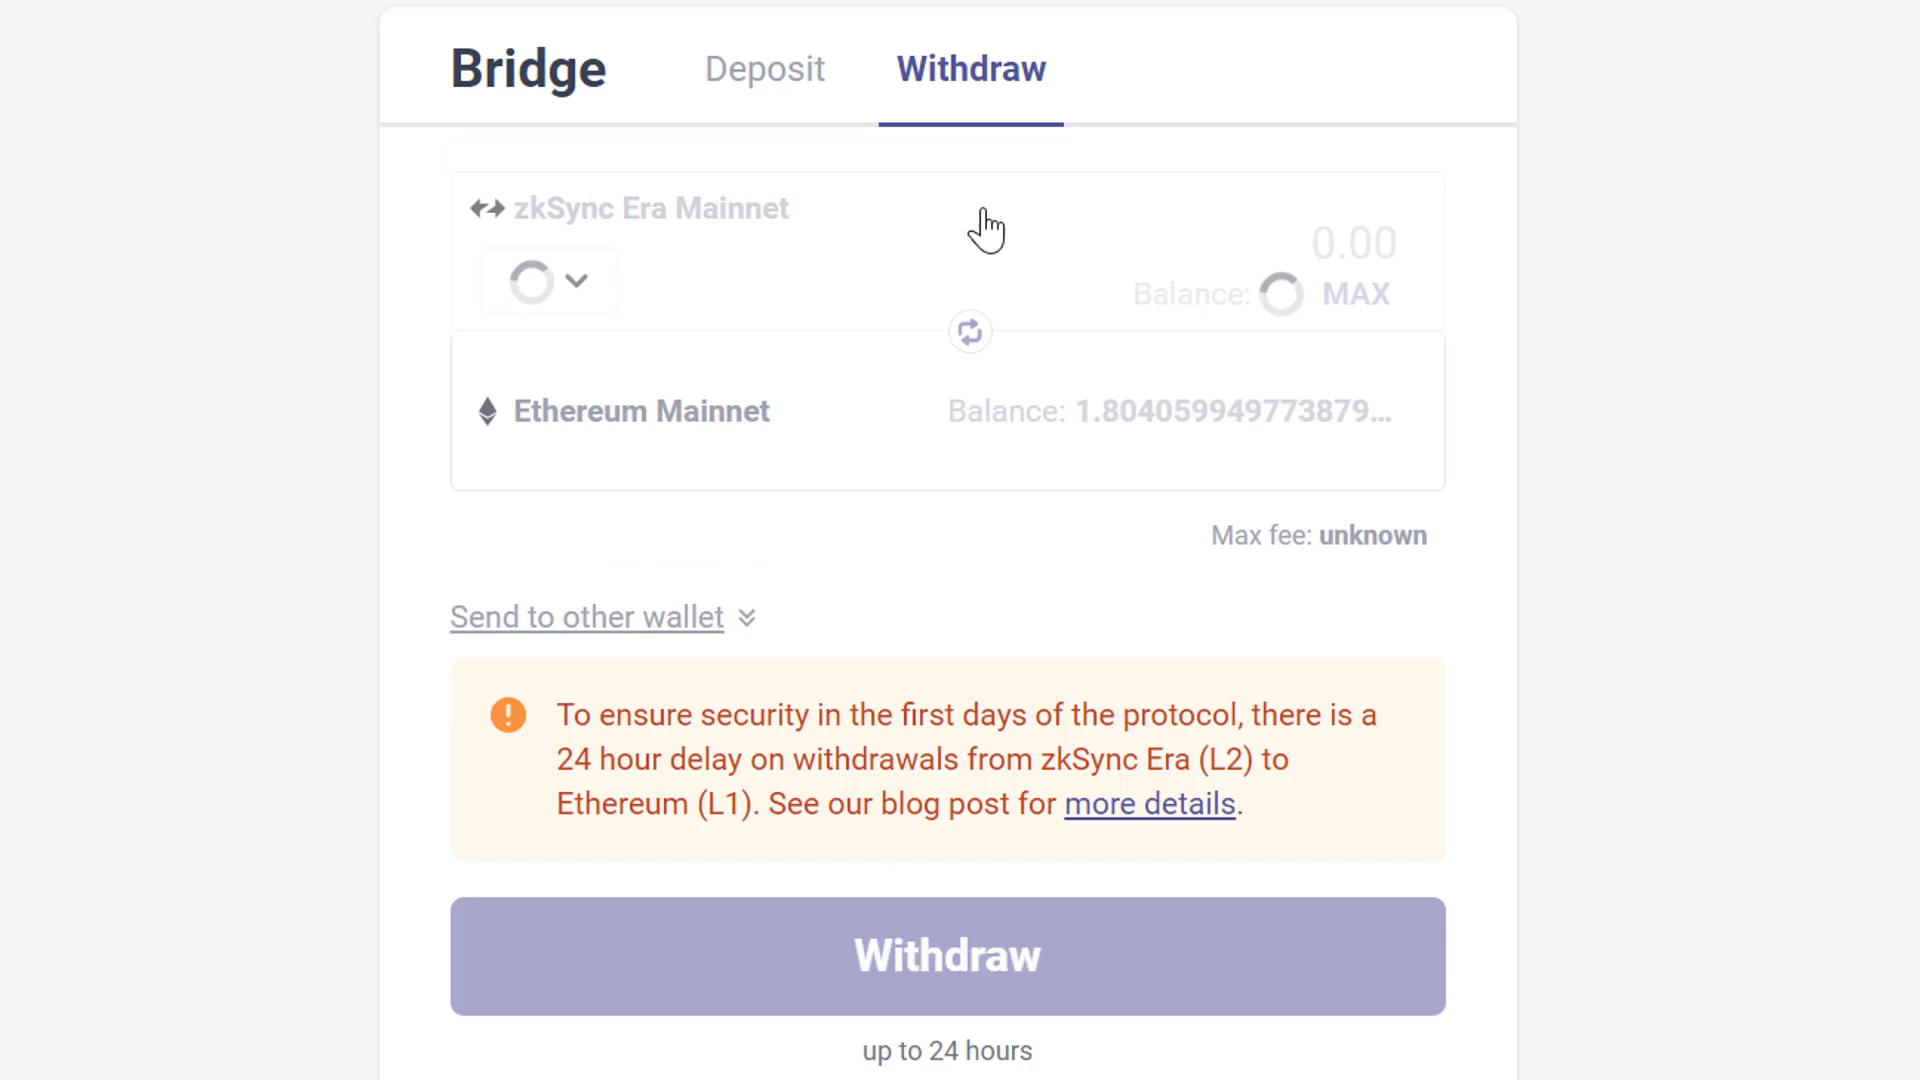 Bridge Deposit Withdraw
zkSync Era Mainnet
0.00
Balance: MAX
Ethereum Mainnet Balance: 1.804059949773879...
Max fee: unknown
Send to other wallet
To ensure security in the first days of the protocol, there is a
24 hour delay on withdrawals from zkSync Era (L2) to
Ethereum (L1). See our blog post for more details.
Withdraw
up to 24 hours